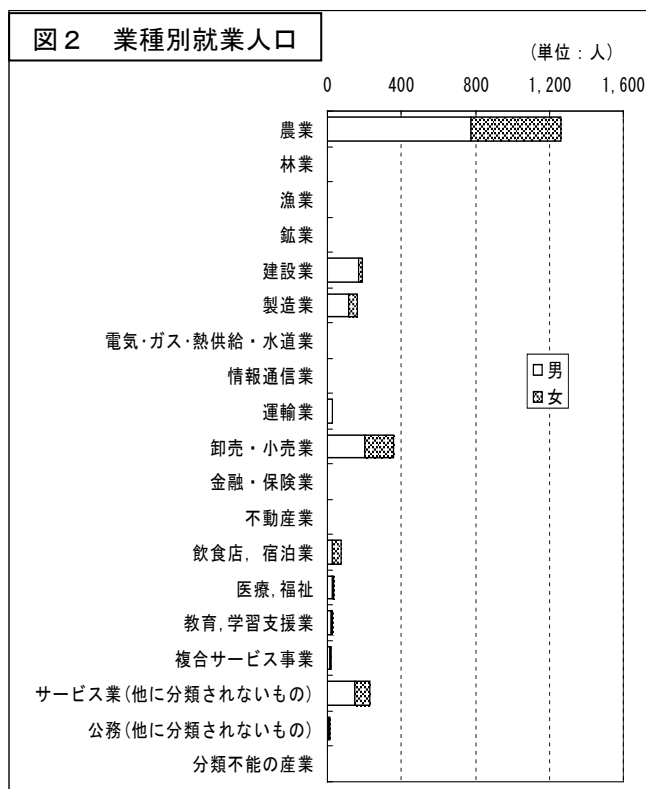 図２　業種別就業人口
(単位：人)
0 400 800 1,200 1,600
農業
林業
漁業
鉱業
建設業
製造業
電気･ガス･熱供給・水道業
情報通信業
運輸業
卸売・小売業
金融・保険業
不動産業
飲食店，宿泊業
医療,福祉
教育,学習支援業
複合サービス事業
サービス業(他に分類されないもの)
公務(他に分類されないもの)
分類不能の産業
男
女